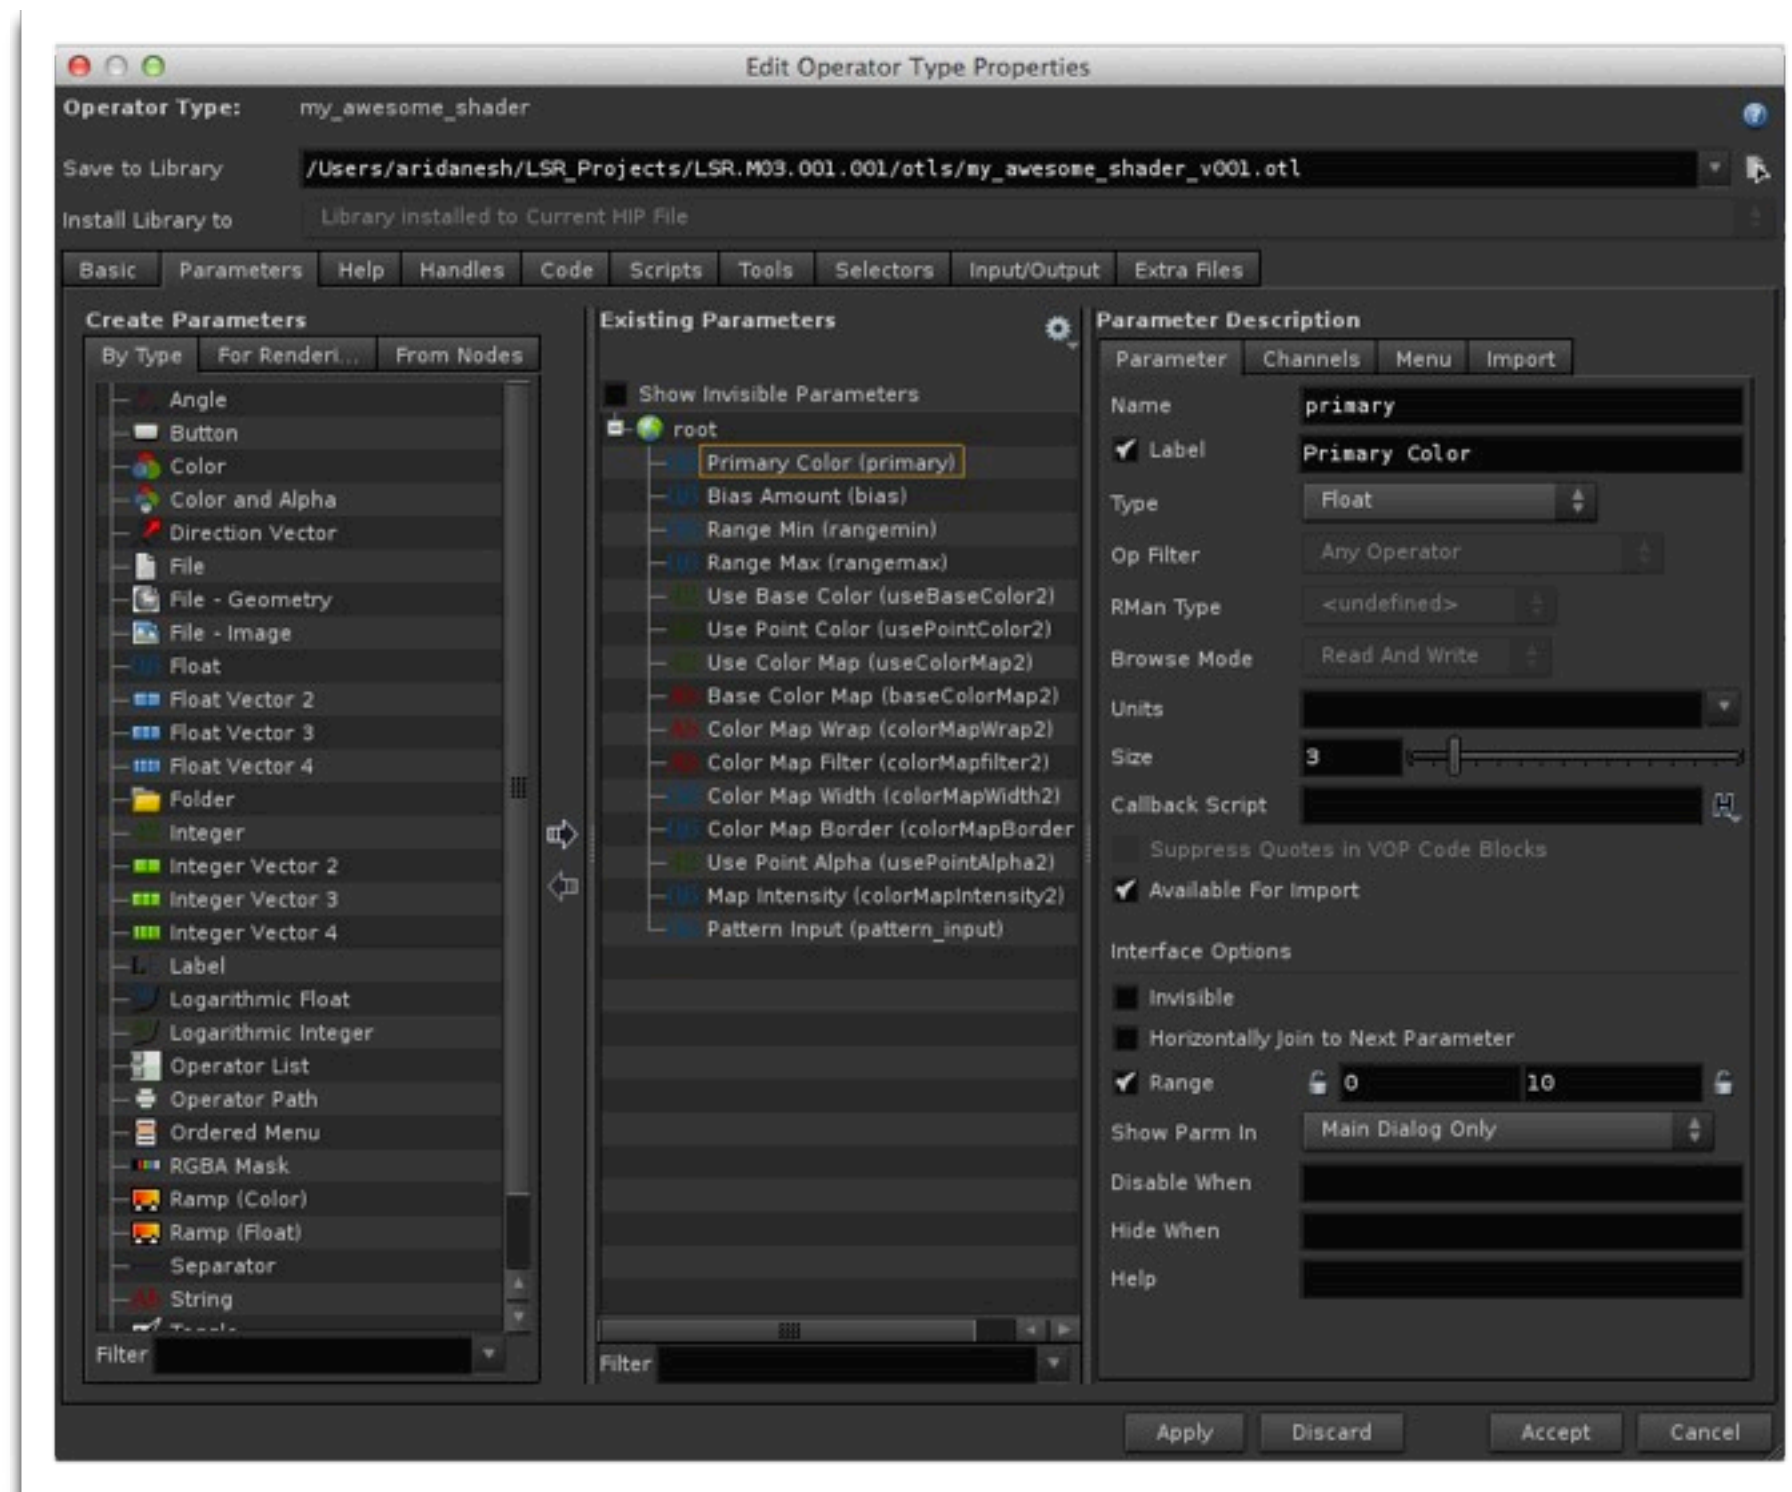 Edit Operator Type Properties
Operator Type: my_awesome_shader
Save to Library /Users/aridanesh/LSR_Projects/LSR.M03.001.001/otls/my_awesome_shader_v001.otl
Install Library to Library installed to Current HIP File
Basic Parameters Help Handles Code Scripts Tools Selectors Input/Output Extra Files
Create Parameters
By Type For Renderi... From Nodes
Angle
Button
Color
Color and Alpha
Direction Vector
File
File - Geometry
File - Image
Float
Float Vector 2
Float Vector 3
Float Vector 4
Folder
Integer
Integer Vector 2
Integer Vector 3
Integer Vector 4
Label
Logarithmic Float
Logarithmic Integer
Operator List
Operator Path
Ordered Menu
RGBA Mask
Ramp (Color)
Ramp (Float)
Separator
String
Filter
Existing Parameters
Show Invisible Parameters
root
Primary Color (primary)
Bias Amount (bias)
Range Min (rangemin)
Range Max (rangemax)
Use Base Color (useBaseColor2)
Use Point Color (usePointColor2)
Use Color Map (useColorMap2)
Base Color Map (baseColorMap2)
Color Map Wrap (colorMapWrap2)
Color Map Filter (colorMapfilter2)
Color Map Width (colorMapWidth2)
Color Map Border (colorMapBorder
Use Point Alpha (usePointAlpha2)
Map Intensity (colorMapIntensity2)
Pattern Input (pattern_input)
Filter
Parameter Description
Parameter Channels Menu Import
Name primary
Label Primary Color
Type Float
Op Filter Any Operator
RMan Type <undefined>
Browse Mode Read And Write
Units
Size 3
Callback Script
Suppress Quotes in VOP Code Blocks
Available For Import
Interface Options
Invisible
Horizontally Join to Next Parameter
Range 0 10
Show Parm In Main Dialog Only
Disable When
Hide When
Help
Apply Discard Accept Cancel